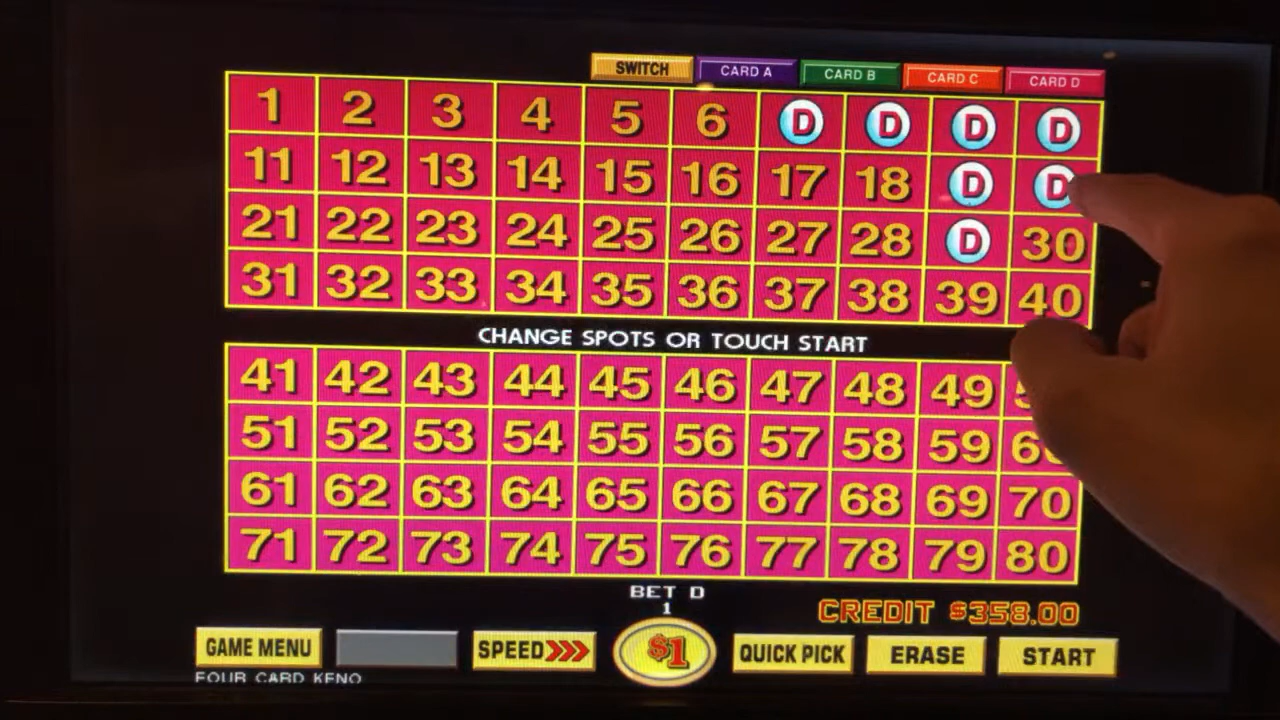 SWITCH CARD A CARD B CARD C CARD D
1 2 3 4 5 6 D D D D
11 12 13 14 15 16 17 18 D D
21 22 23 24 25 26 27 28 D 30
31 32 33 34 35 36 37 38 39 40
CHANGE SPOTS OR TOUCH START
41 42 43 44 45 46 47 48 49
51 52 53 54 55 56 57 58 59
61 62 63 64 65 66 67 68 69 70
71 72 73 74 75 76 77 78 79 80
BET D
1
CREDIT $358.00
GAME MENU SPEED>>> $1 QUICK PICK ERASE START
FOUR CARD KENO